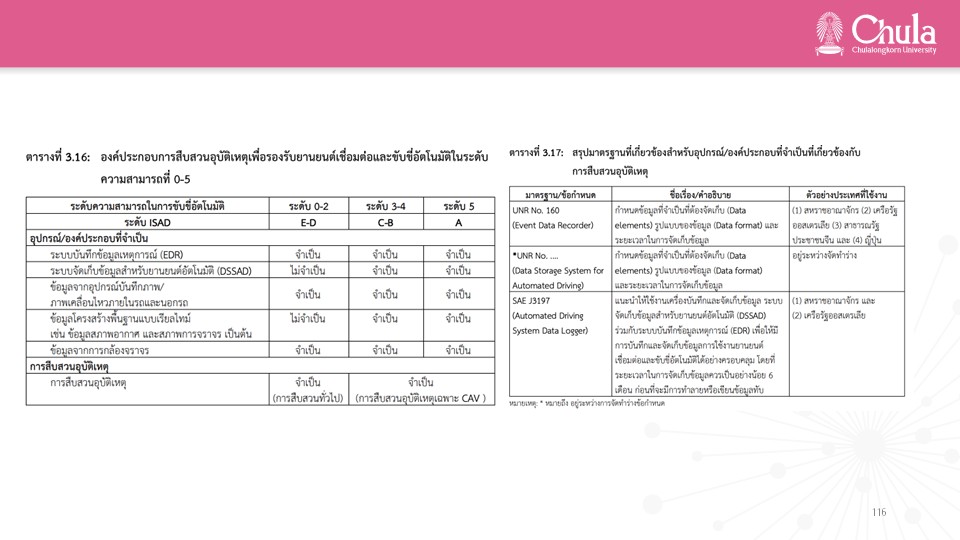 Chula
Chulalongkorn University
ตารางที่ 3.16: องค์ประกอบการสืบสวนอุบัติเหตุเพื่อรองรับยานยนต์เชื่อมต่อและขับขี่อัตโนมัติในระดับ
ความสามารถที่ 0-5
ระดับความสามารถในการขับขี่อัตโนมัติ ระดับ 0-2 ระดับ 3-4 ระดับ 5
ระดับ ISAD E-D C-B A
อุปกรณ์/องค์ประกอบที่จำเป็น
ระบบบันทึกข้อมูลเหตุการณ์ (EDR) จำเป็น จำเป็น จำเป็น
ระบบจัดเก็บข้อมูลสำหรับยานยนต์อัตโนมัติ (DSSAD) ไม่จำเป็น จำเป็น จำเป็น
ข้อมูลจากอุปกรณ์บันทึกภาพ/
ภาพเคลื่อนไหวภายในรถและนอกรถ จำเป็น จำเป็น จำเป็น
ข้อมูลโครงสร้างพื้นฐานแบบเรียลไทม์ ไม่จำเป็น จำเป็น จำเป็น
เช่น ข้อมูลสภาพอากาศ และสภาพการจราจร เป็นต้น
ข้อมูลจากการกล้องจราจร จำเป็น จำเป็น จำเป็น
การสืบสวนอุบัติเหตุ
การสืบสวนอุบัติเหตุ จำเป็น จำเป็น
(การสืบสวนทั่วไป) (การสืบสวนอุบัติเหตุเฉพาะ CAV )
ตารางที่ 3.17: สรุปมาตรฐานที่เกี่ยวข้องสำหรับอุปกรณ์/องค์ประกอบที่จำเป็นที่เกี่ยวข้องกับ
การสืบสวนอุบัติเหตุ
มาตรฐาน/ข้อกำหนด ชื่อเรื่อง/คำอธิบาย ตัวอย่างประเทศที่ใช้งาน
UNR No. 160 กำหนดข้อมูลที่จำเป็นที่ต้องจัดเก็บ (Data (1) สหราชอาณาจักร (2) เครือรัฐ
(Event Data Recorder) elements) รูปแบบของข้อมูล (Data format) และ ออสเตรเลีย (3) สาธารณรัฐ
ระยะเวลาในการจัดเก็บข้อมูล ประชาชนจีน และ (4) ญี่ปุ่น
*UNR No. .... กำหนดข้อมูลที่จำเป็นที่ต้องจัดเก็บ (Data อยู่ระหว่างจัดทำร่าง
(Data Storage System for elements) รูปแบบของข้อมูล (Data format)
Automated Driving) และระยะเวลาในการจัดเก็บข้อมูล
SAE J3197 แนะนำให้ใช้งานเครื่องบันทึกและจัดเก็บข้อมูล ระบบ (1) สหราชอาณาจักร และ
(Automated Driving จัดเก็บข้อมูลสำหรับยานยนต์อัตโนมัติ (DSSAD) (2) เครือรัฐออสเตรเลีย
System Data Logger) ร่วมกับระบบบันทึกข้อมูลเหตุการณ์ (EDR) เพื่อให้มี
การบันทึกและจัดเก็บข้อมูลการใช้งานยานยนต์
เชื่อมต่อและขับขี่อัตโนมัติได้อย่างครอบคลุม โดยที่
ระยะเวลาในการจัดเก็บข้อมูลควรเป็นอย่างน้อย 6
เดือน ก่อนที่จะมีการทำลายหรือเขียนข้อมูลทับ
หมายเหตุ: * หมายถึง อยู่ระหว่างการจัดทำร่างข้อกำหนด
116